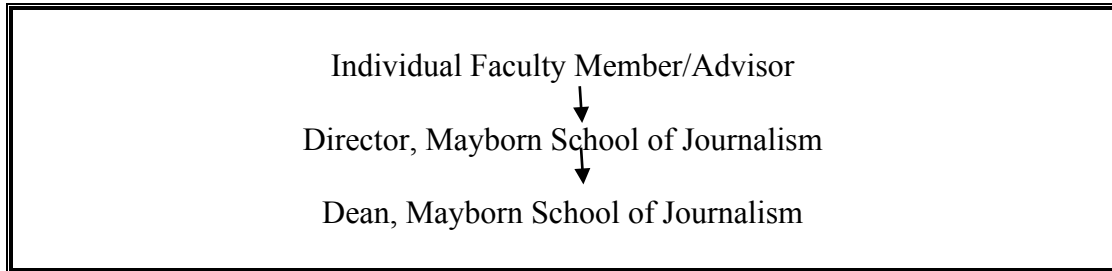 Individual Faculty Member/Advisor
Director, Mayborn School of Journalism
Dean, Mayborn School of Journalism